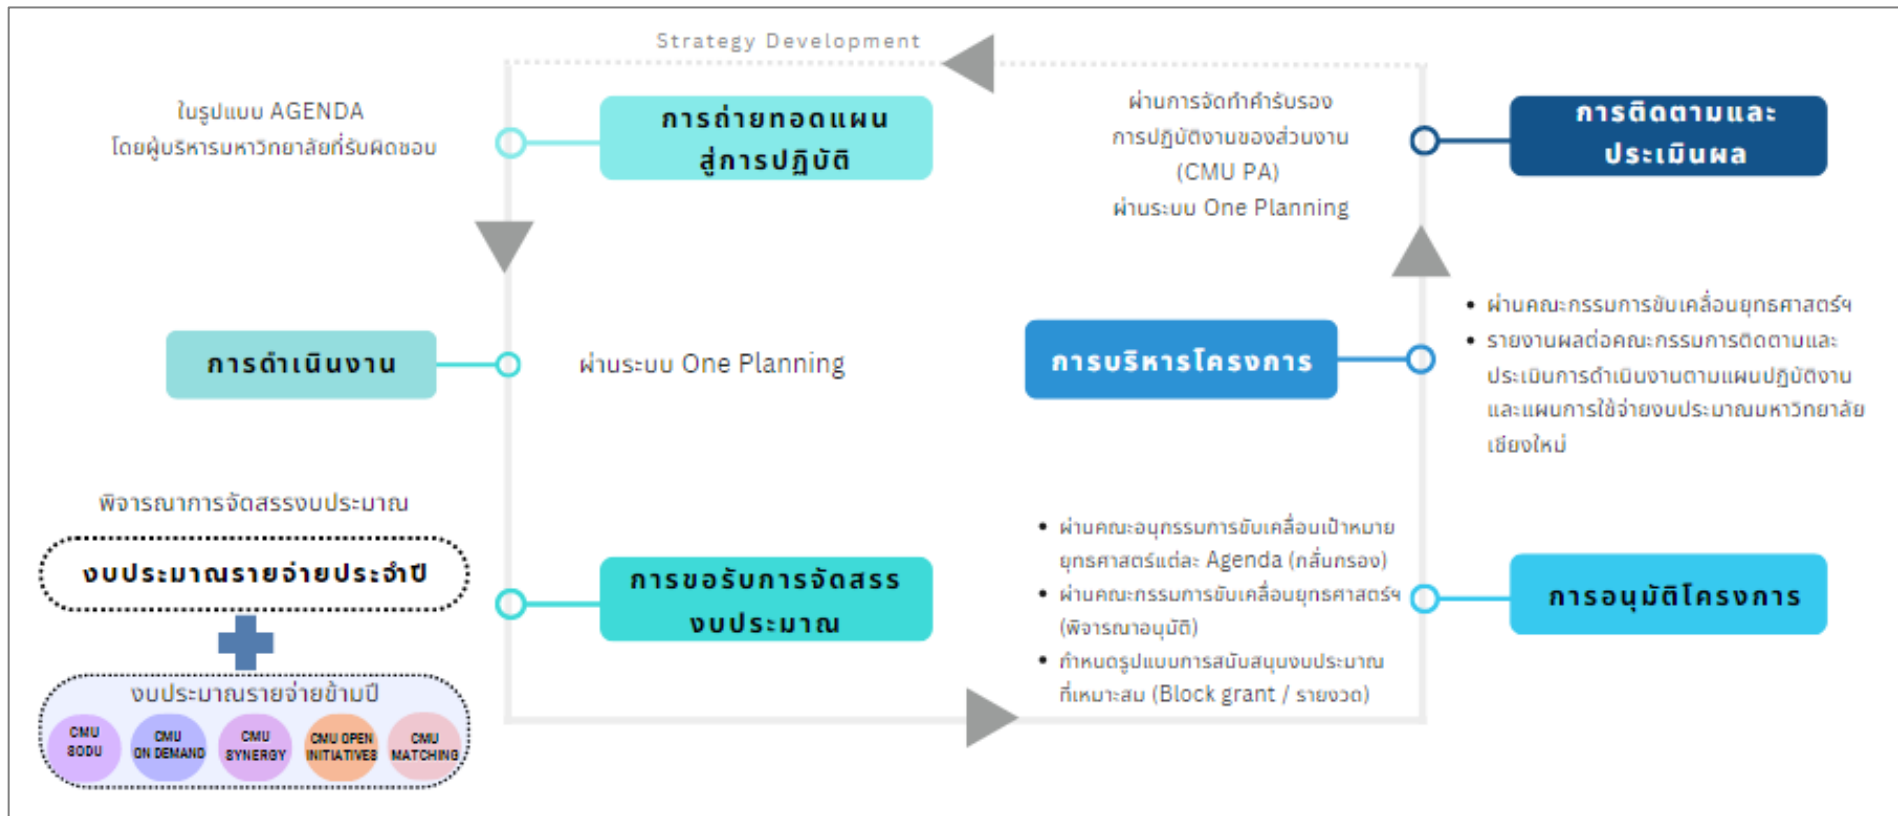 Strategy Development
ในรูปแบบ AGENDA
โดยผู้บริหารมหาวิทยาลัยที่รับผิดชอบ
การถ่ายทอดแผน
สู่การปฏิบัติ
การดำเนินงาน
ผ่านระบบ One Planning
พิจารณาการจัดสรรงบประมาณ
งบประมาณรายจ่ายประจำปี
งบประมาณรายจ่ายข้ามปี
CMU
SODU
CMU
ON DEMAND
CMU
SYNERGY
CMU OPEN
INITIATIVES
CMU
MATCHING
การขอรับการจัดสรร
งบประมาณ
• ผ่านคณะอนุกรรมการขับเคลื่อนเป้าหมาย
ยุทธศาสตร์แต่ละ Agenda (กลั่นกรอง)
• ผ่านคณะกรรมการขับเคลื่อนยุทธศาสตร์ฯ
(พิจารณาอนุมัติ)
• กำหนดรูปแบบการสนับสนุนงบประมาณ
ที่เหมาะสม (Block grant / รายงวด)
การอนุมัติโครงการ
การบริหารโครงการ
• ผ่านคณะกรรมการขับเคลื่อนยุทธศาสตร์ฯ
• รายงานผลต่อคณะกรรมการติดตามและ
ประเมินการดำเนินงานตามแผนปฏิบัติงาน
และแผนการใช้จ่ายงบประมาณมหาวิทยาลัย
เชียงใหม่
ผ่านการจัดทำคำรับรอง
การปฏิบัติงานของส่วนงาน
(CMU PA)
ผ่านระบบ One Planning
การติดตามและ
ประเมินผล